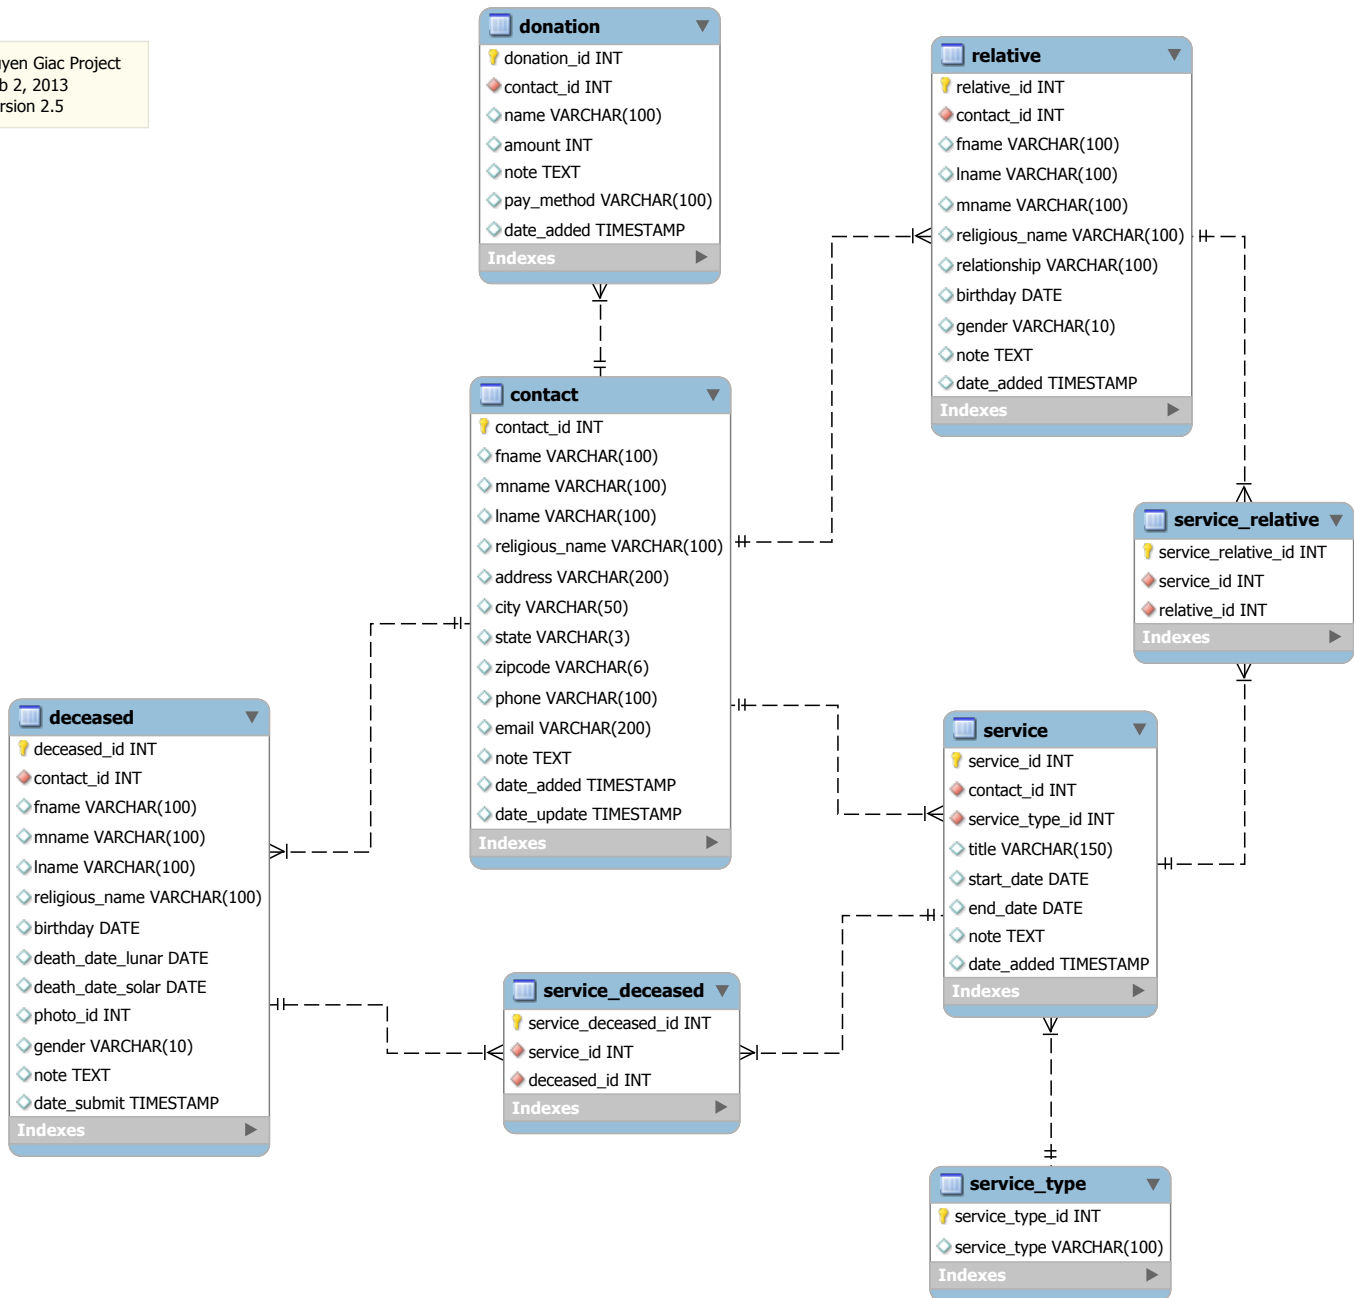 Project
2, 2013
2.5
donation
donation_id INT
contact_id INT
name VARCHAR(100)
amount INT
note TEXT
pay_method VARCHAR(100)
date_added TIMESTAMP
Indexes
relative
relative_id INT
contact_id INT
fname VARCHAR(100)
lname VARCHAR(100)
mname VARCHAR(100)
religious_name VARCHAR(100)
relationship VARCHAR(100)
birthday DATE
gender VARCHAR(10)
note TEXT
date_added TIMESTAMP
Indexes
contact
contact_id INT
fname VARCHAR(100)
mname VARCHAR(100)
lname VARCHAR(100)
religious_name VARCHAR(100)
address VARCHAR(200)
city VARCHAR(50)
state VARCHAR(3)
zipcode VARCHAR(6)
phone VARCHAR(100)
email VARCHAR(200)
note TEXT
date_added TIMESTAMP
date_update TIMESTAMP
Indexes
service_relative
service_relative_id INT
service_id INT
relative_id INT
Indexes
deceased
deceased_id INT
contact_id INT
fname VARCHAR(100)
mname VARCHAR(100)
lname VARCHAR(100)
religious_name VARCHAR(100)
birthday DATE
death_date_lunar DATE
death_date_solar DATE
photo_id INT
gender VARCHAR(10)
note TEXT
date_submit TIMESTAMP
Indexes
service
service_id INT
contact_id INT
service_type_id INT
title VARCHAR(150)
start_date DATE
end_date DATE
note TEXT
date_added TIMESTAMP
Indexes
service_deceased
service_deceased_id INT
service_id INT
deceased_id INT
Indexes
service_type
service_type_id INT
service_type VARCHAR(100)
Indexes